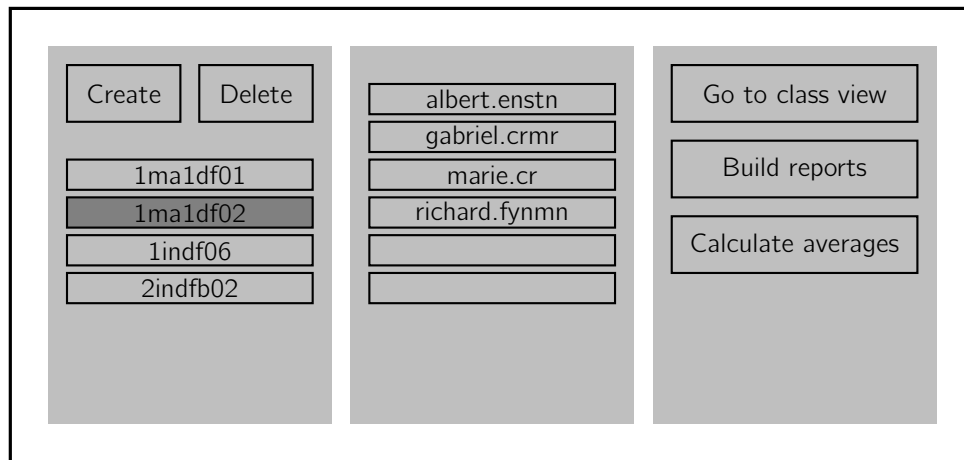 Create
Delete
1ma1df01
1ma1df02
1indf06
2indfb02
albert.enstn
gabriel.crmr
marie.cr
richard.fynmn
Go to class view
Build reports
Calculate averages